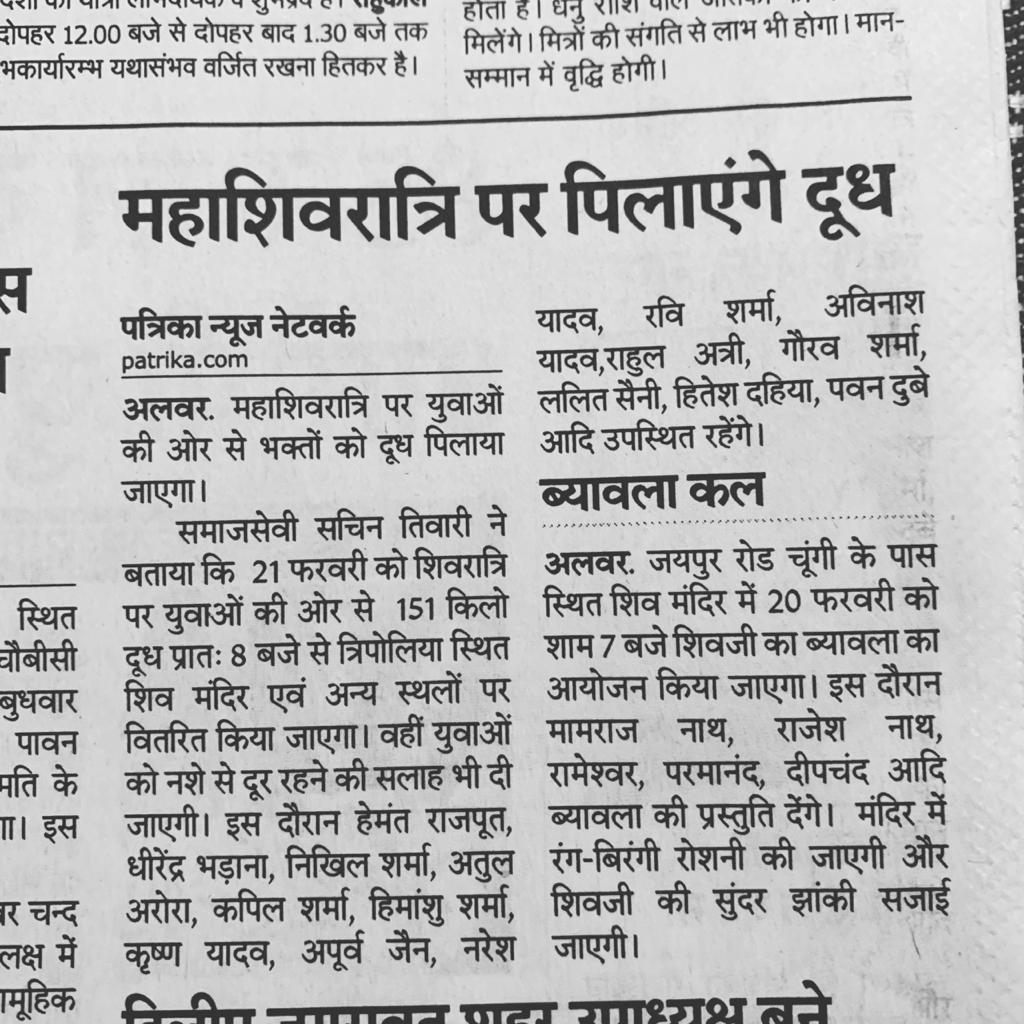 दोपहर 12.00 बजे से दोपहर बाद 1.30 बजे तक
भकार्यारम्भ यथासंभव वर्जित रखना हितकर है।
होता है। धनु राशि वाले
मिलेंगे। मित्रों की संगति से लाभ भी होगा। मान-
सम्मान में वृद्धि होगी।
महाशिवरात्रि पर पिलाएंगे दूध
पत्रिका न्यूज नेटवर्क
patrika.com
अलवर. महाशिवरात्रि पर युवाओं
की ओर से भक्तों को दूध पिलाया
जाएगा।
समाजसेवी सचिन तिवारी ने
बताया कि 21 फरवरी को शिवरात्रि
पर युवाओं की ओर से 151 किलो
दूध प्रातः 8 बजे से त्रिपोलिया स्थित
शिव मंदिर एवं अन्य स्थलों पर
वितरित किया जाएगा। वहीं युवाओं
को नशे से दूर रहने की सलाह भी दी
जाएगी। इस दौरान हेमंत राजपूत,
धीरेंद्र भड़ाना, निखिल शर्मा, अतुल
अरोरा, कपिल शर्मा, हिमांशु शर्मा,
कृष्ण यादव, अपूर्व जैन, नरेश
यादव, रवि शर्मा, अविनाश
यादव,राहुल अत्री, गौरव शर्मा,
ललित सैनी, हितेश दहिया, पवन दुबे
आदि उपस्थित रहेंगे।
ब्यावला कल
अलवर. जयपुर रोड चूंगी के पास
स्थित शिव मंदिर में 20 फरवरी को
शाम 7 बजे शिवजी का ब्यावला का
आयोजन किया जाएगा। इस दौरान
मामराज नाथ, राजेश नाथ,
रामेश्वर, परमानंद, दीपचंद आदि
ब्यावला की प्रस्तुति देंगे। मंदिर में
रंग-बिरंगी रोशनी की जाएगी और
शिवजी की सुंदर झांकी सजाई
जाएगी।
स
स्थित
चौबीसी
बुधवार
पावन
मति के
गा। इस
चन्द
लक्ष में
मूहिक